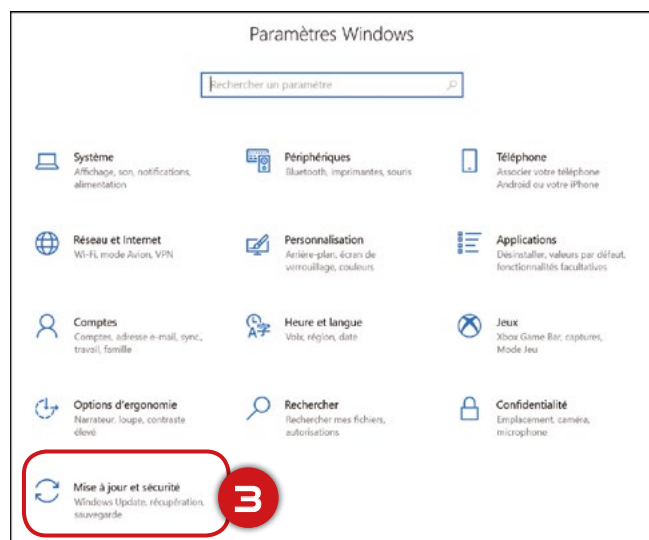 Paramètres Windows
Rechercher un paramètre
Système
Affichage, son, notifications,
alimentation
Périphériques
Bluetooth, imprimantes, souris
Téléphone
Associer votre téléphone
Android ou votre iPhone
Réseau et Internet
Wi-Fi, mode Avion, VPN
Personnalisation
Arrière-plan, écran de
verrouillage, couleurs
Applications
Désinstaller, valeurs par défaut,
fonctionnalités facultatives
Comptes
Comptes, adresse e-mail, sync.,
travail, famille
Heure et langue
Voix, région, date
Jeux
Xbox Game Bar, captures,
Mode Jeu
Options d'ergonomie
Narrateur, loupe, contraste
élevé
Rechercher
Rechercher mes fichiers,
autorisations
Confidentialité
Emplacement, caméra,
microphone
Mise à jour et sécurité
Windows Update, récupération,
sauvegarde
3